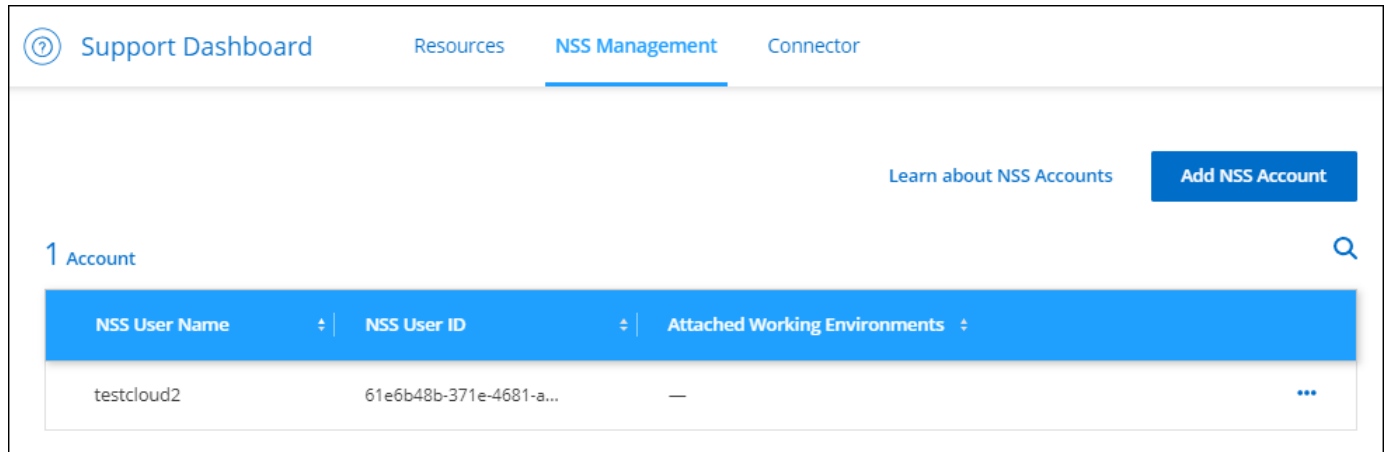 Support Dashboard Resources NSS Management Connector
Learn about NSS Accounts Add NSS Account
1 Account
NSS User Name NSS User ID Attached Working Environments
testcloud2 61e6b48b-371e-4681-a... —